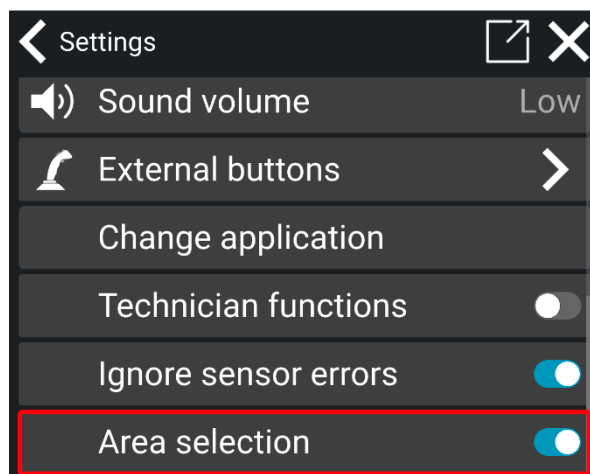 Settings
Sound volume Low
External buttons
Change application
Technician functions
Ignore sensor errors
Area selection